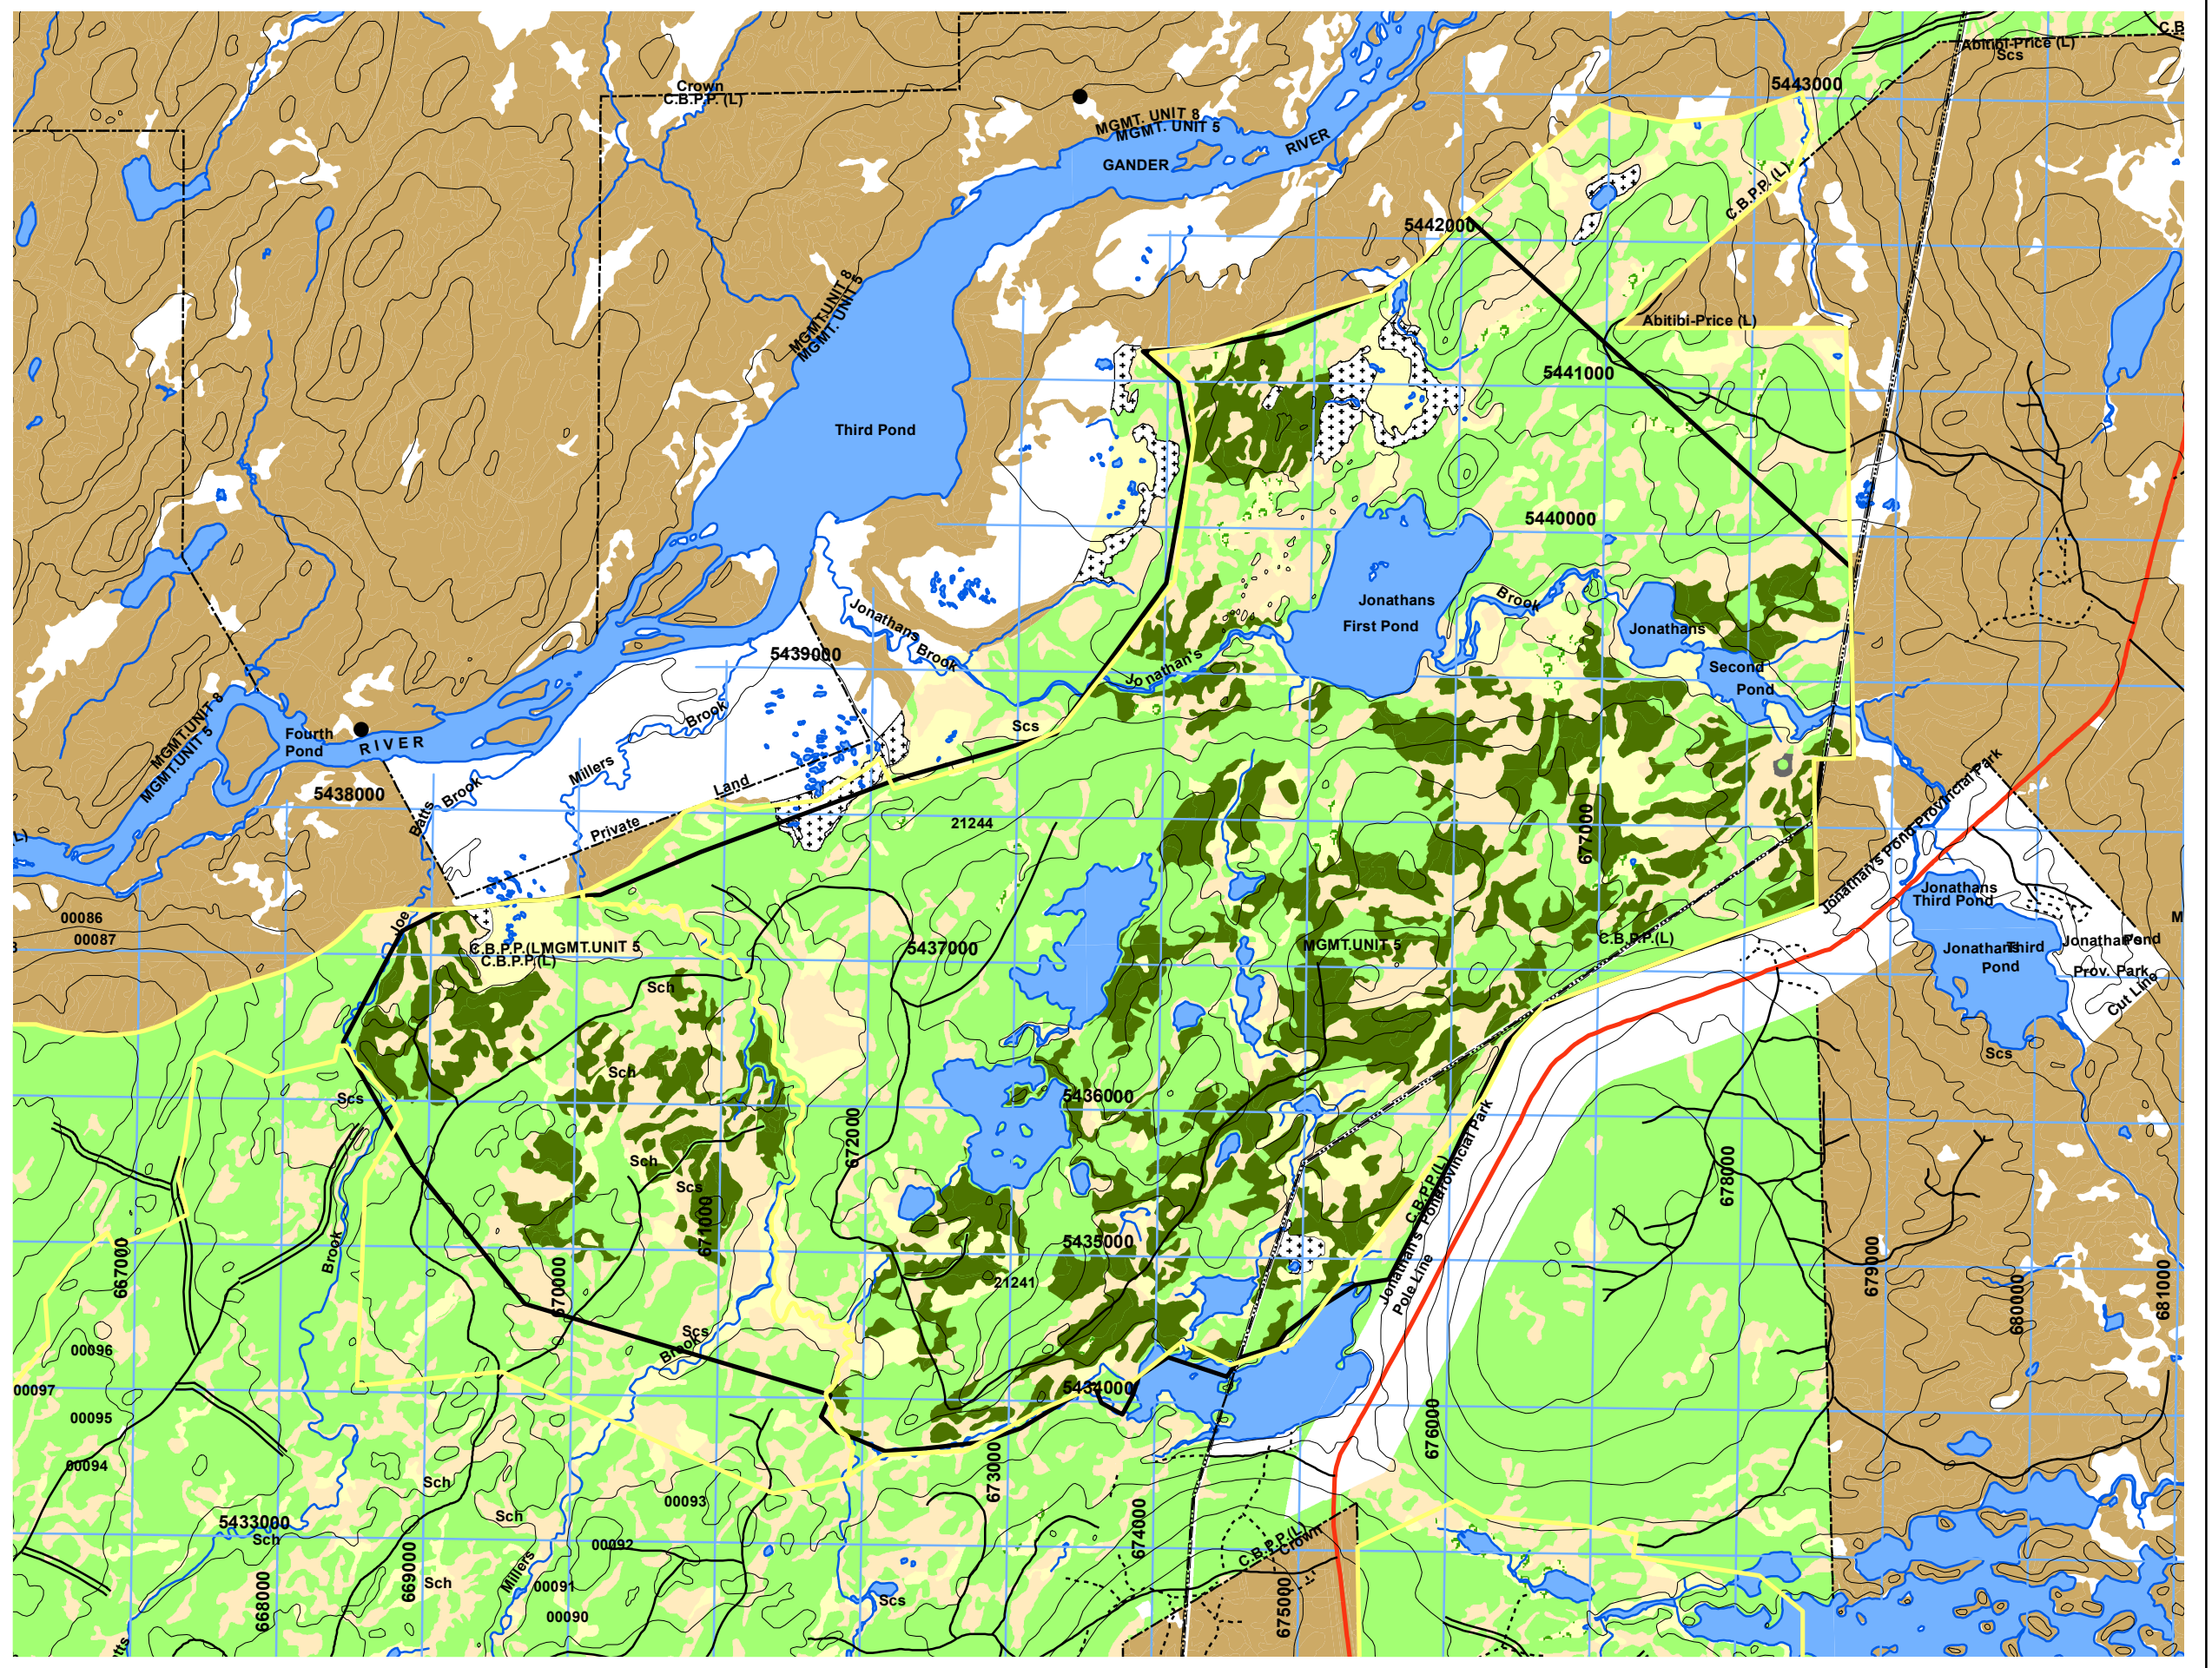 C.B
Abitibi-Price (L)
Scs
5443000
Crown
C.B.P.P. (L)
MGMT. UNIT 8
MGMT. UNIT 5
RIVER
GANDER
C.B.P.P. (L)
5442000
MGMT.UNIT 8
MGMT. UNIT 5
Abitibi-Price (L)
5441000
Third Pond
5440000
Jonathans
First Pond
Brook
Jonathans
Brook
Jonathans
Second
Pond
5439000
Jonathan's
Scs
MGMT.UNIT 8
MGMT.UNIT 5
Fourth
Pond
RIVER
Brook
Millers
Land
Private
Batts
Brook
5438000
L)
21244
677000
Jonathan's Pond Provincial Park
Jonathans
Third Pond
00086
00087
Joe
C.B.P.P.(L
MGMT.UNIT 5
C.B.P.P(L)
5437000
MGMT.UNIT 5
C.B.P.P.(L)
M
Jonathans
Third
Pond
Jonathan's
Pond
Prov. Park
Cut Line
Sch
Scs
Sch
Scs
5436000
672000
Sch
Scs
671000
C.B.P.P.(L)
Jonathan's Pond
Provincial Park
Pole Line
678000
Brook
667000
670000
5435000
21241
679000
680000
681000
Scs
Brook
00096
00097
00095
00094
5434000
676000
673000
Sch
Sch
00093
5433000
Sch
00092
674000
C.B.P.P.(L)
Crown
668000
669000
Sch
Millers
00091
00090
Scs
675000
tts